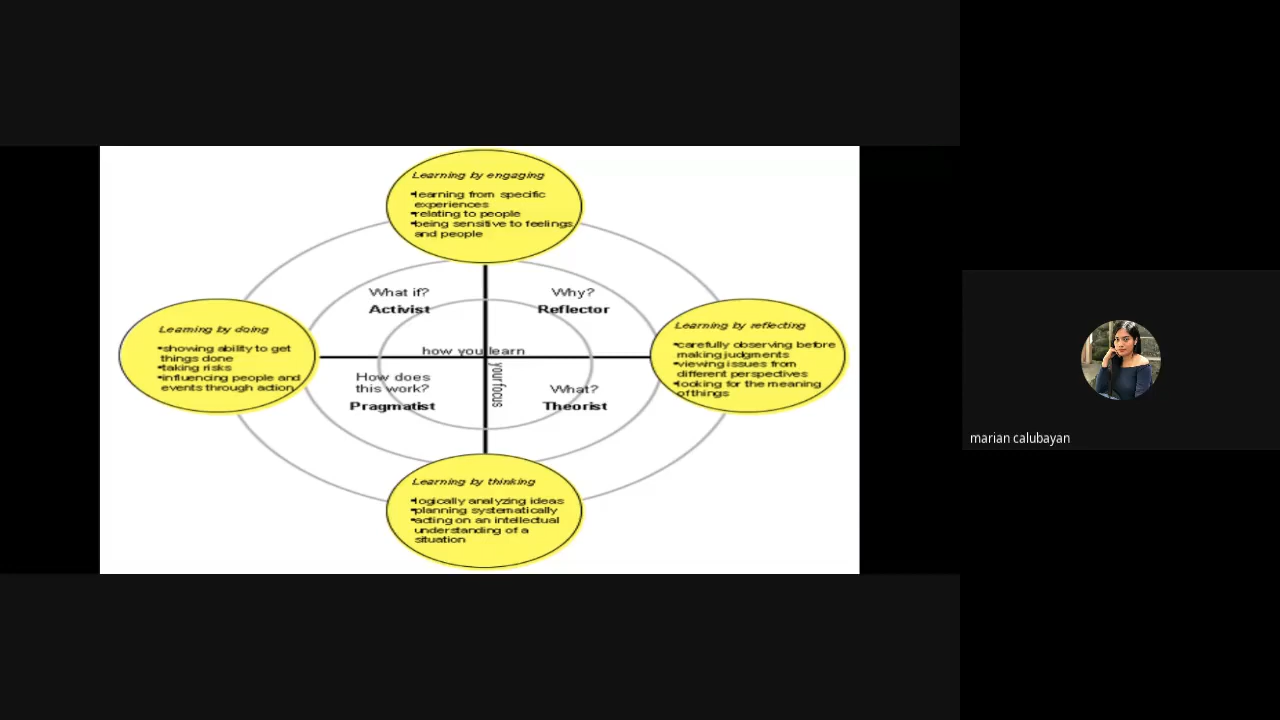 Learning by engaging
•learning from specific
experiences
•relating to people
•being sensitive to feelings
and people
What if?
Activist
Why?
Reflector
Learning by doing
•showing ability to get
things done
•taking risks
•influencing people and
events through action
Learning by reflecting
•carefully observing before
making judgments
•viewing issues from
different perspectives
•looking for the meaning
of things
how you learn
your focus
How does
this work?
Pragmatist
What?
Theorist
Learning by thinking
•logically analyzing ideas
•planning systematically
•acting on an intellectual
understanding of a
situation
marian calubayan